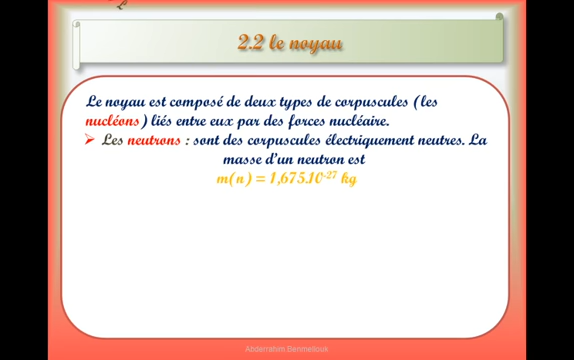 2.2 le noyau
Le noyau est composé de deux types de corpuscules (les
nucléons) liés entre eux par des forces nucléaire.
➢ Les neutrons : sont des corpuscules électriquement neutres. La
masse d'un neutron est
m(n) = 1,675.10⁻²⁷ kg
Abderrahim Benmellouk